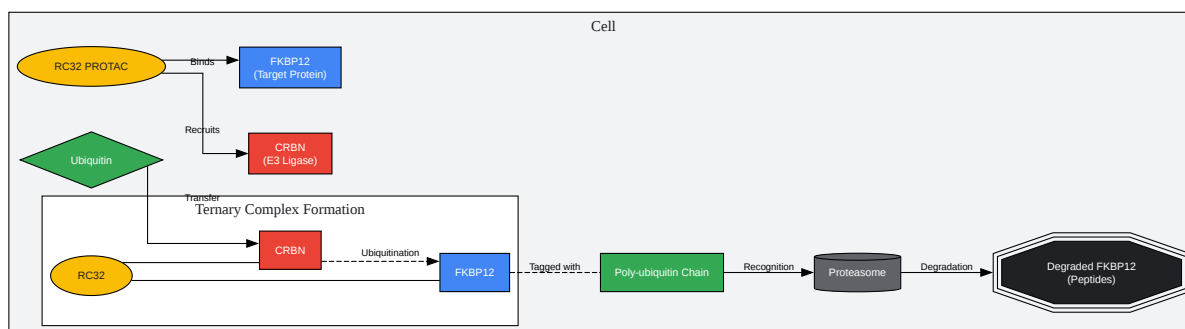 Cell
RC32 PROTAC
Binds
FKBP12
(Target Protein)
Recruits
CRBN
(E3 Ligase)
Ubiquitin
Transfer
Ternary Complex Formation
CRBN
Ubiquitination
RC32
FKBP12
Tagged with
Poly-ubiquitin Chain
Recognition
Proteasome
Degradation
Degraded FKBP12
(Peptides)